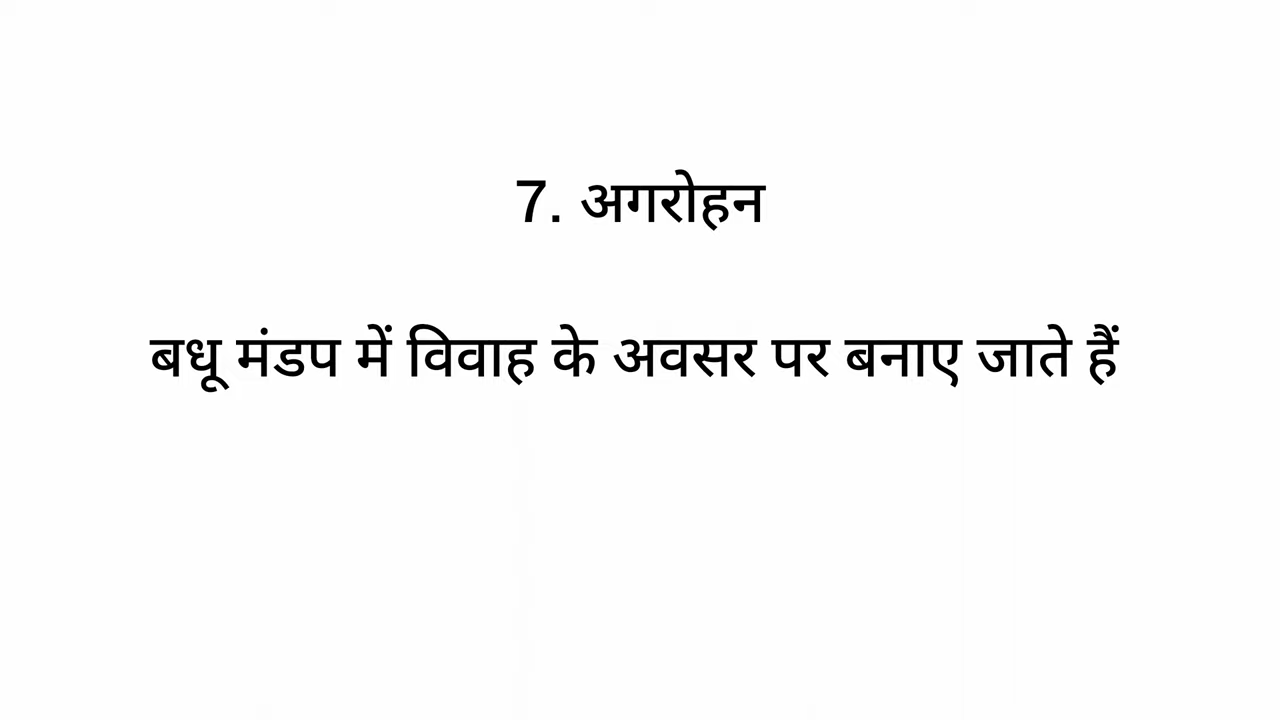 7. अगरोहन
बधू मंडप में विवाह के अवसर पर बनाए जाते हैं